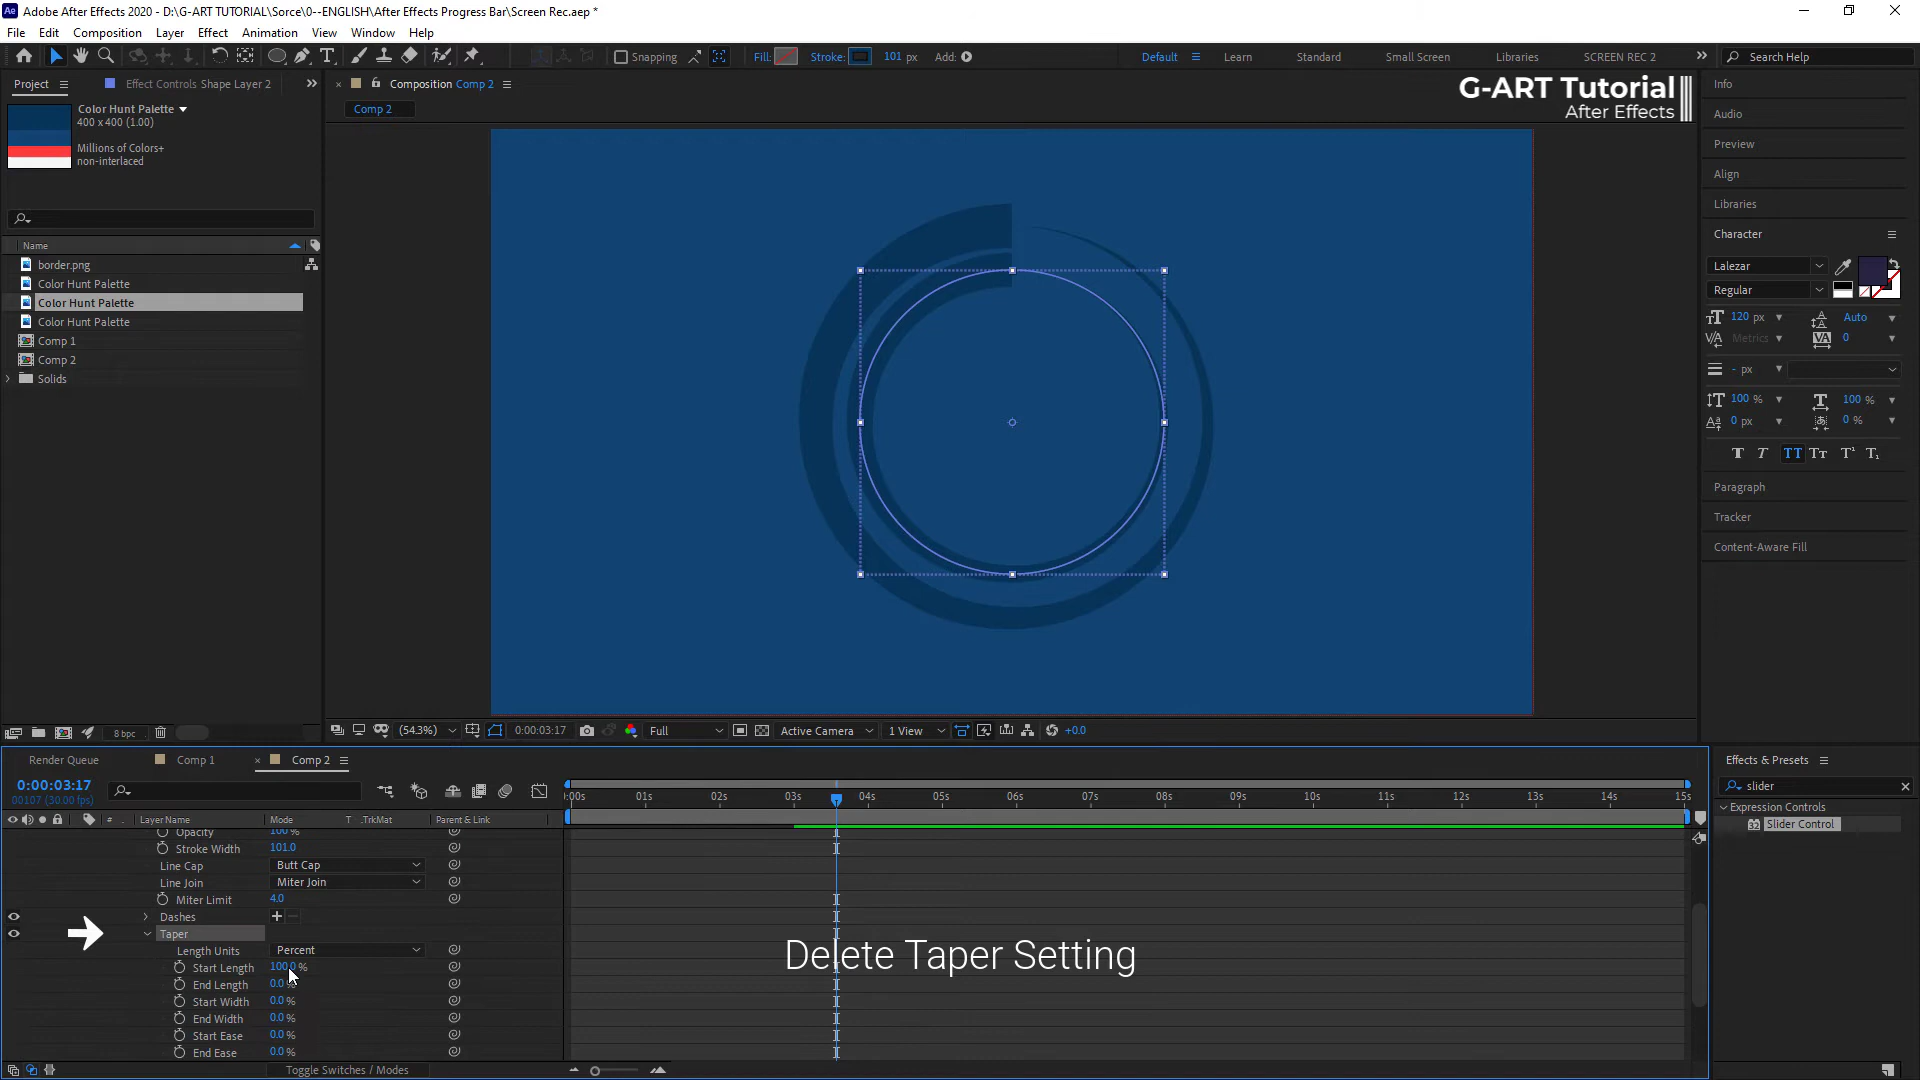 Adobe After Effects 2020 - D:\G-ART TUTORIAL\Sorce\0--ENGLISH\After Effects Progress Bar\Screen Rec.aep *
File Edit Composition Layer Effect Animation View Window Help
Snapping Fill: Stroke: 101 px Add: Default Learn Standard Small Screen Libraries SCREEN REC 2 Search Help
Project Effect Controls Shape Layer 2 Composition Comp 2
Comp 2
Color Hunt Palette
400 x 400 (1.00)
Millions of Colors+
non-interlaced
Name
border.png
Color Hunt Palette
Color Hunt Palette
Color Hunt Palette
Comp 1
Comp 2
Solids
8 bpc
G-ART Tutorial
After Effects
Info
Audio
Preview
Align
Libraries
Character
Lalezar
Regular
120 px Auto
Metrics 0
- px
100 % 100 %
0 px 0 %
Paragraph
Tracker
Content-Aware Fill
(54.3%) 0:00:03:17 Full Active Camera 1 View +0.0
Render Queue Comp 1 Comp 2
0:00:03:17
00107 (30.00 fps)
:00s 01s 02s 03s 04s 05s 06s 07s 08s 09s 10s 11s 12s 13s 14s 15s
# Layer Name Mode T .TrkMat Parent & Link
Opacity 100 %
Stroke Width 101.0
Line Cap Butt Cap
Line Join Miter Join
Miter Limit 4.0
Dashes
Taper
Length Units Percent
Start Length 100.0 %
End Length 0.0
Start Width 0.0 %
End Width 0.0 %
Start Ease 0.0 %
End Ease 0.0 %
Toggle Switches / Modes
Delete Taper Setting
Effects & Presets
slider
Expression Controls
Slider Control